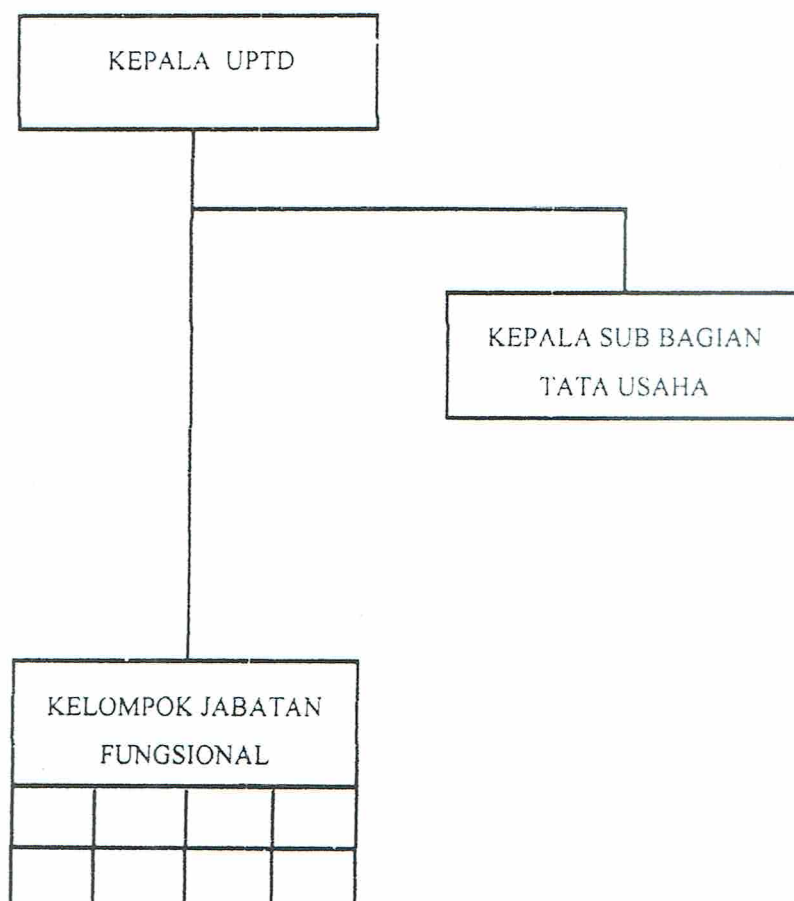 KEPALA UPTD
KEPALA SUB BAGIAN
TATA USAHA
KELOMPOK JABATAN
FUNGSIONAL